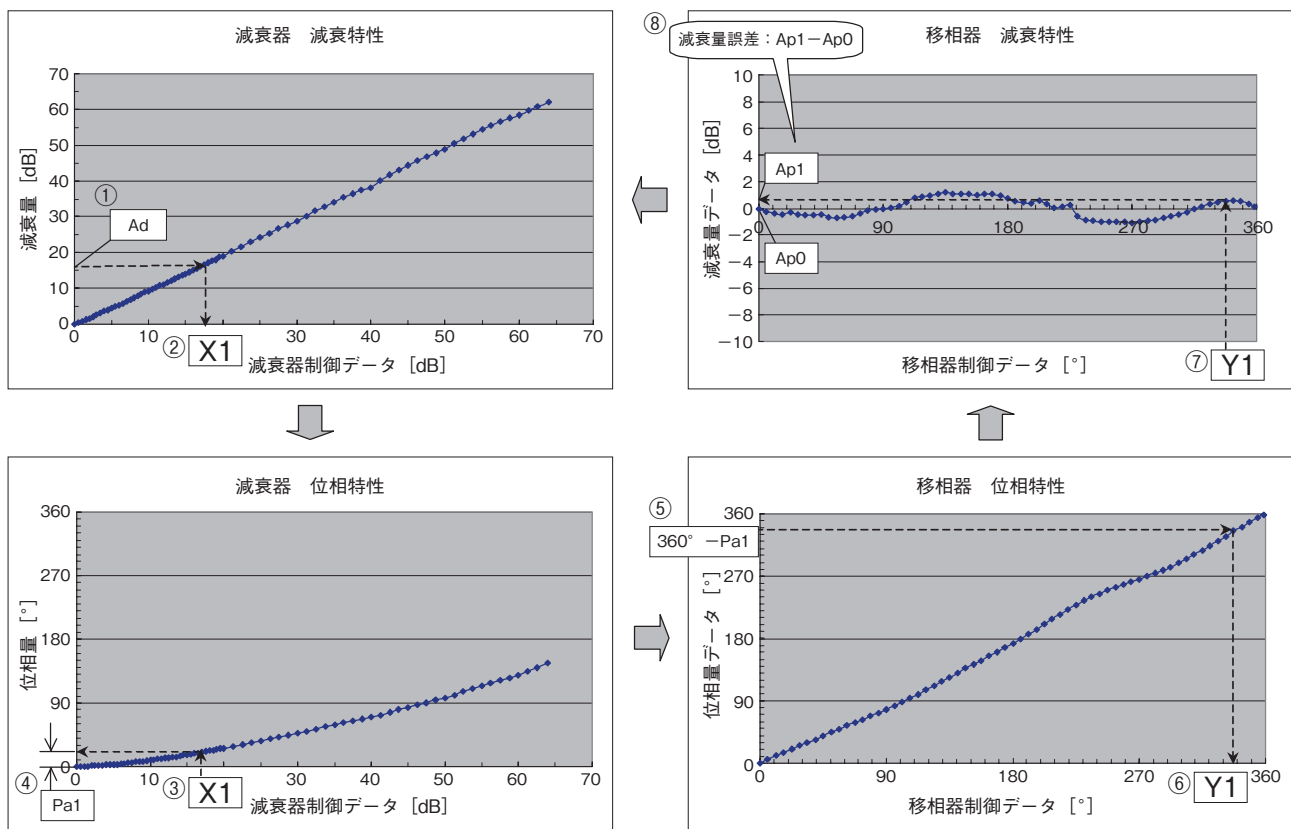 減衰器　減衰特性
70
60
50
40
30
20
10
0
減衰量 [dB]
① Ad
0 10 30 40 50 60 70
② X1
減衰器制御データ [dB]
⑧ 減衰量誤差：Ap1−Ap0
移相器　減衰特性
10
8
6
4
2
0
−2
−4
−6
−8
−10
減衰量データ [dB]
Ap1
Ap0
0 90 180 270 360
移相器制御データ [°]
⑦ Y1
減衰器　位相特性
360
270
180
90
0
位相量 [°]
④ Pa1
0 10 30 40 50 60 70
③ X1
減衰器制御データ [dB]
移相器　位相特性
⑤ 360° −Pa1
360
270
180
90
0
位相量データ [°]
0 90 180 270 360
移相器制御データ [°]
⑥ Y1